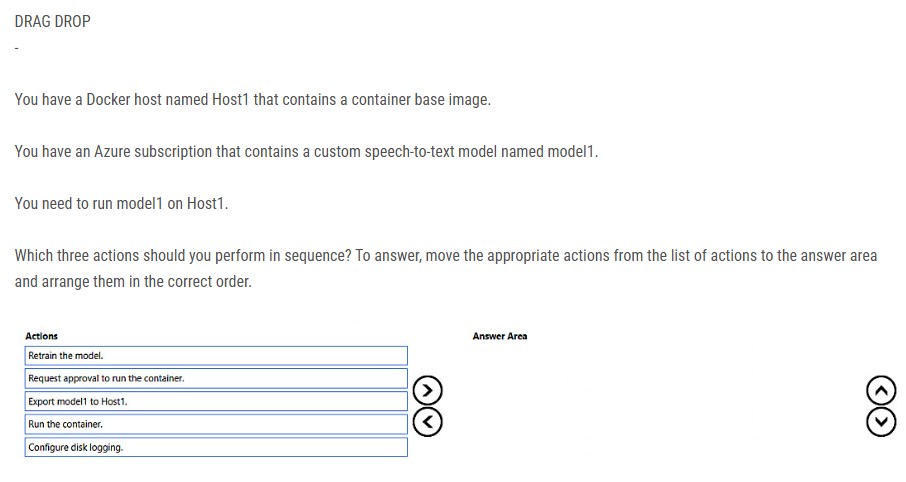 DRAG DROP
-
You have a Docker host named Host1 that contains a container base image.
You have an Azure subscription that contains a custom speech-to-text model named model1.
You need to run model1 on Host1.
Which three actions should you perform in sequence? To answer, move the appropriate actions from the list of actions to the answer area
and arrange them in the correct order.
Actions
Answer Area
Retrain the model.
Request approval to run the container.
Export model1 to Host1.
Run the container.
Configure disk logging.